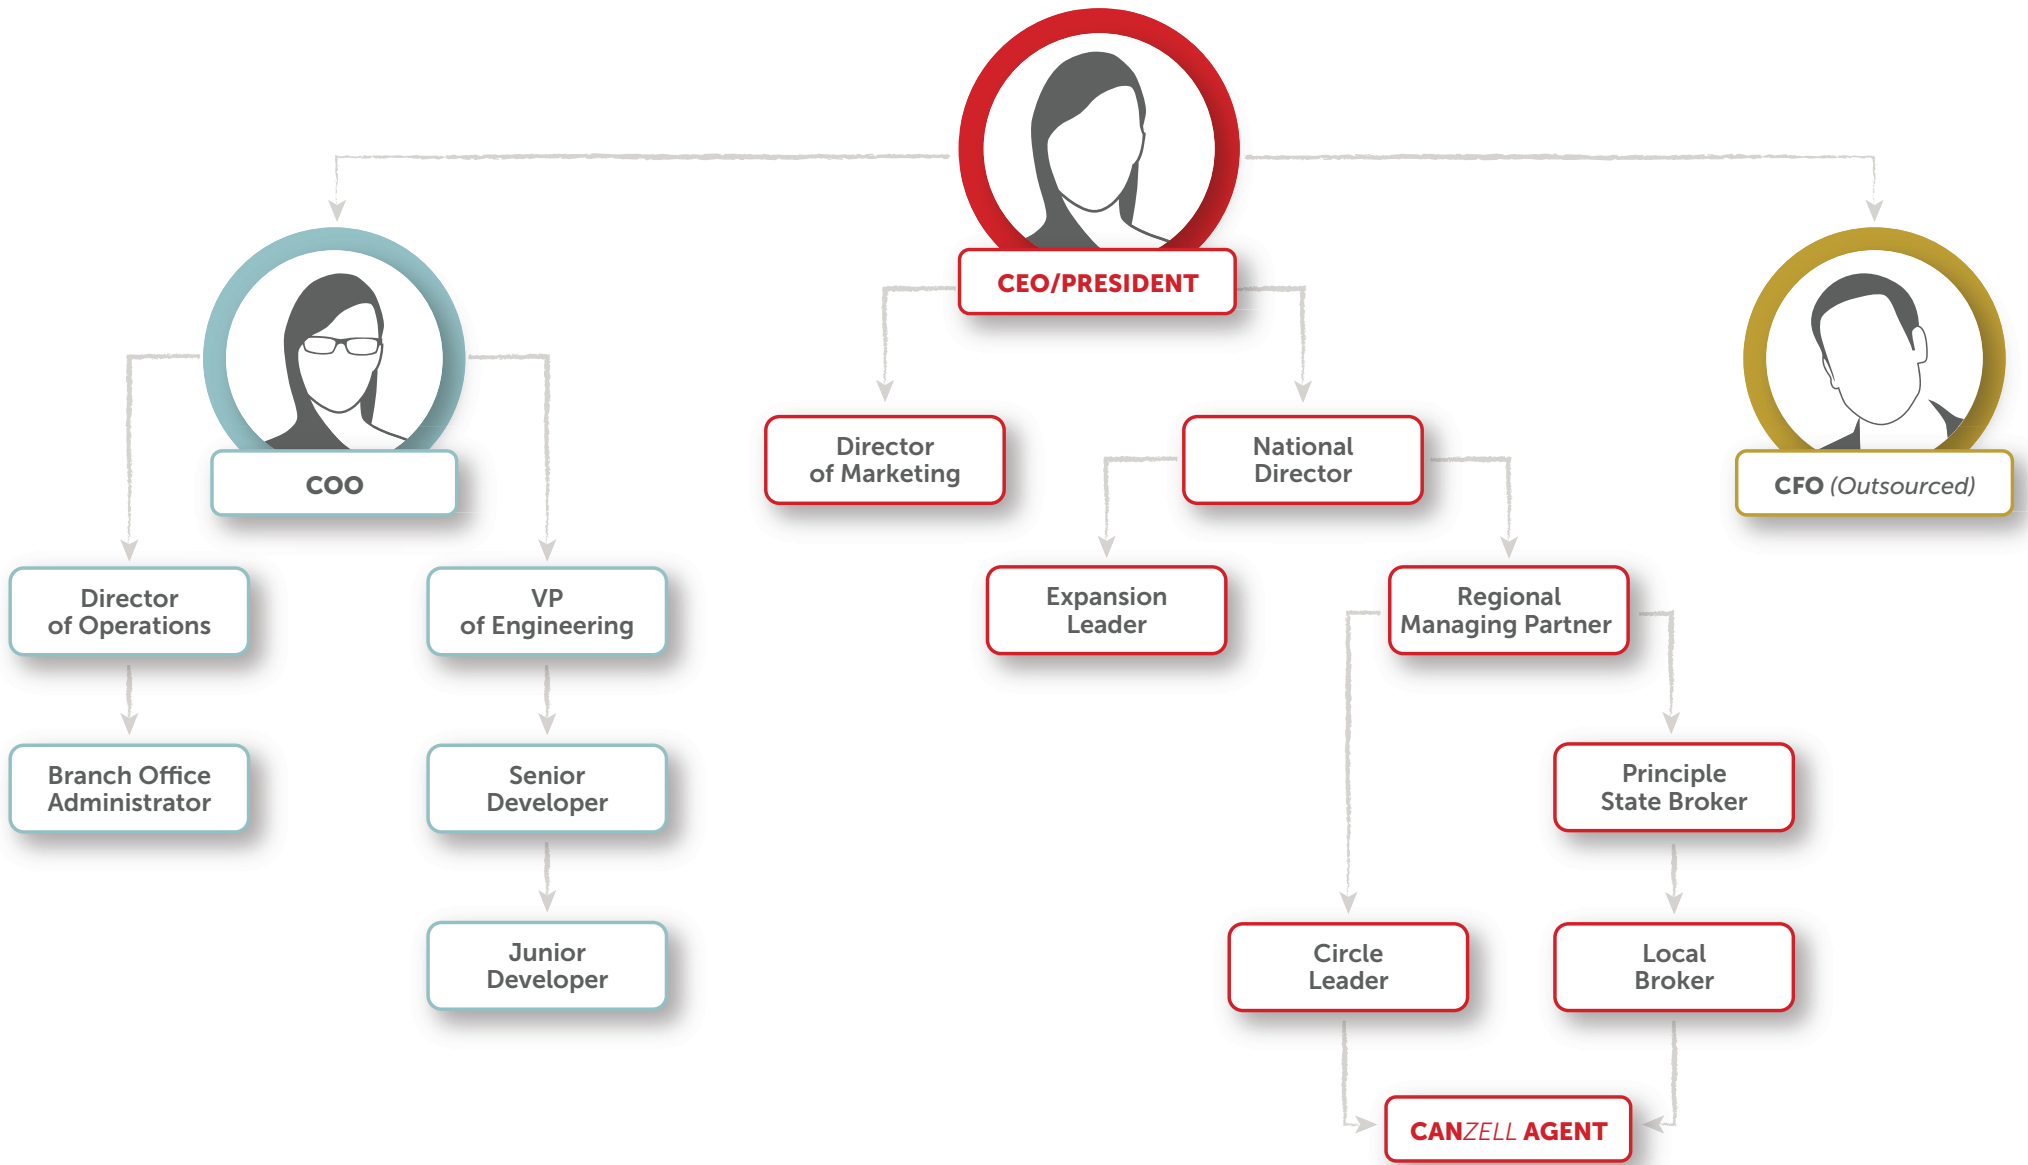 CEO/PRESIDENT
COO
CFO (Outsourced)
Director
of Marketing
National
Director
Director
of Operations
VP
of Engineering
Expansion
Leader
Regional
Managing Partner
Branch Office
Administrator
Senior
Developer
Principle
State Broker
Junior
Developer
Circle
Leader
Local
Broker
CANZELL AGENT